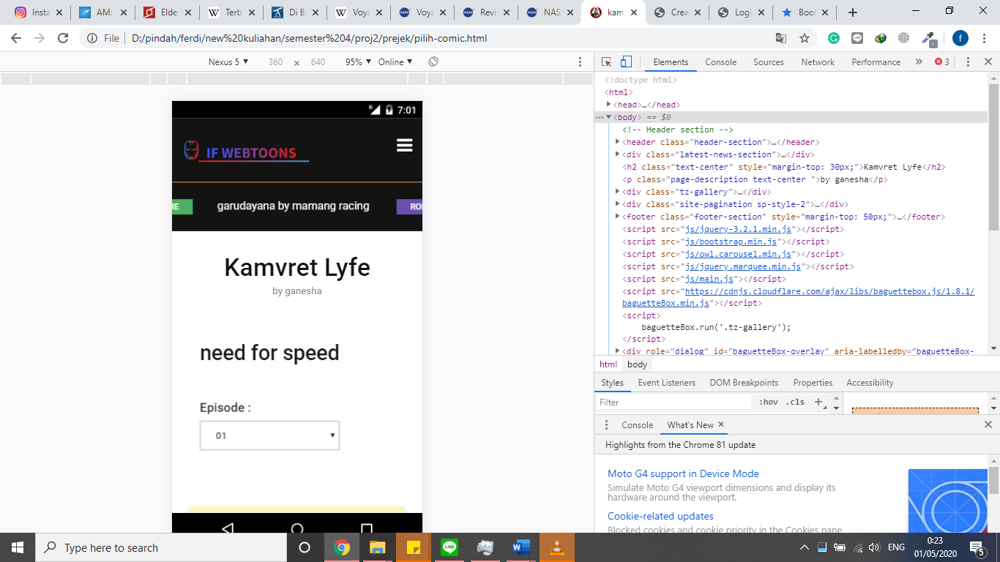 Insta
AM:
Elde
Terb
Di B
Voya
Voya
Revi
NAS
kam
Crea
Logi
Bool
File
D:/pindah/ferdi/new%20kuliahan/semester%204/proj2/prejek/pilih-comic.html
f
Nexus 5 ▼ 360 × 640 95% ▼ Online ▼
Elements Console Sources Network Performance » 3
7:01
IF WEBTOONS
RE garudayana by mamang racing RO
Kamvret Lyfe
by ganesha
need for speed
Episode :
01
<!doctype html>
<html>
<head>…</head>
<body> == $0
<!-- Header section -->
<header class="header-section">…</header>
<div class="latest-news-section">…</div>
<h2 class="text-center" style="margin-top: 30px;">Kamvret Lyfe</h2>
<p class="page-description text-center ">by ganesha</p>
<div class="tz-gallery">…</div>
<div class="site-pagination sp-style-2">…</div>
<footer class="footer-section" style="margin-top: 50px;">…</footer>
<script src="js/jquery-3.2.1.min.js"></script>
<script src="js/bootstrap.min.js"></script>
<script src="js/owl.carousel.min.js"></script>
<script src="js/jquery.marquee.min.js"></script>
<script src="js/main.js"></script>
<script src="https://cdnjs.cloudflare.com/ajax/libs/baguettebox.js/1.8.1/
baguetteBox.min.js"></script>
<script>
baguetteBox.run('.tz-gallery');
</script>
<div role="dialog" id="baguetteBox-overlay" aria-labelledby="baguetteBox-
html body
Styles Event Listeners DOM Breakpoints Properties Accessibility
Filter :hov .cls +
Console What's New ×
Highlights from the Chrome 81 update
Moto G4 support in Device Mode
Simulate Moto G4 viewport dimensions and display its
hardware around the viewport.
Cookie-related updates
Blocked cookies and cookie priority in the Cookies pane
Type here to search
ENG
0:23
01/05/2020
5